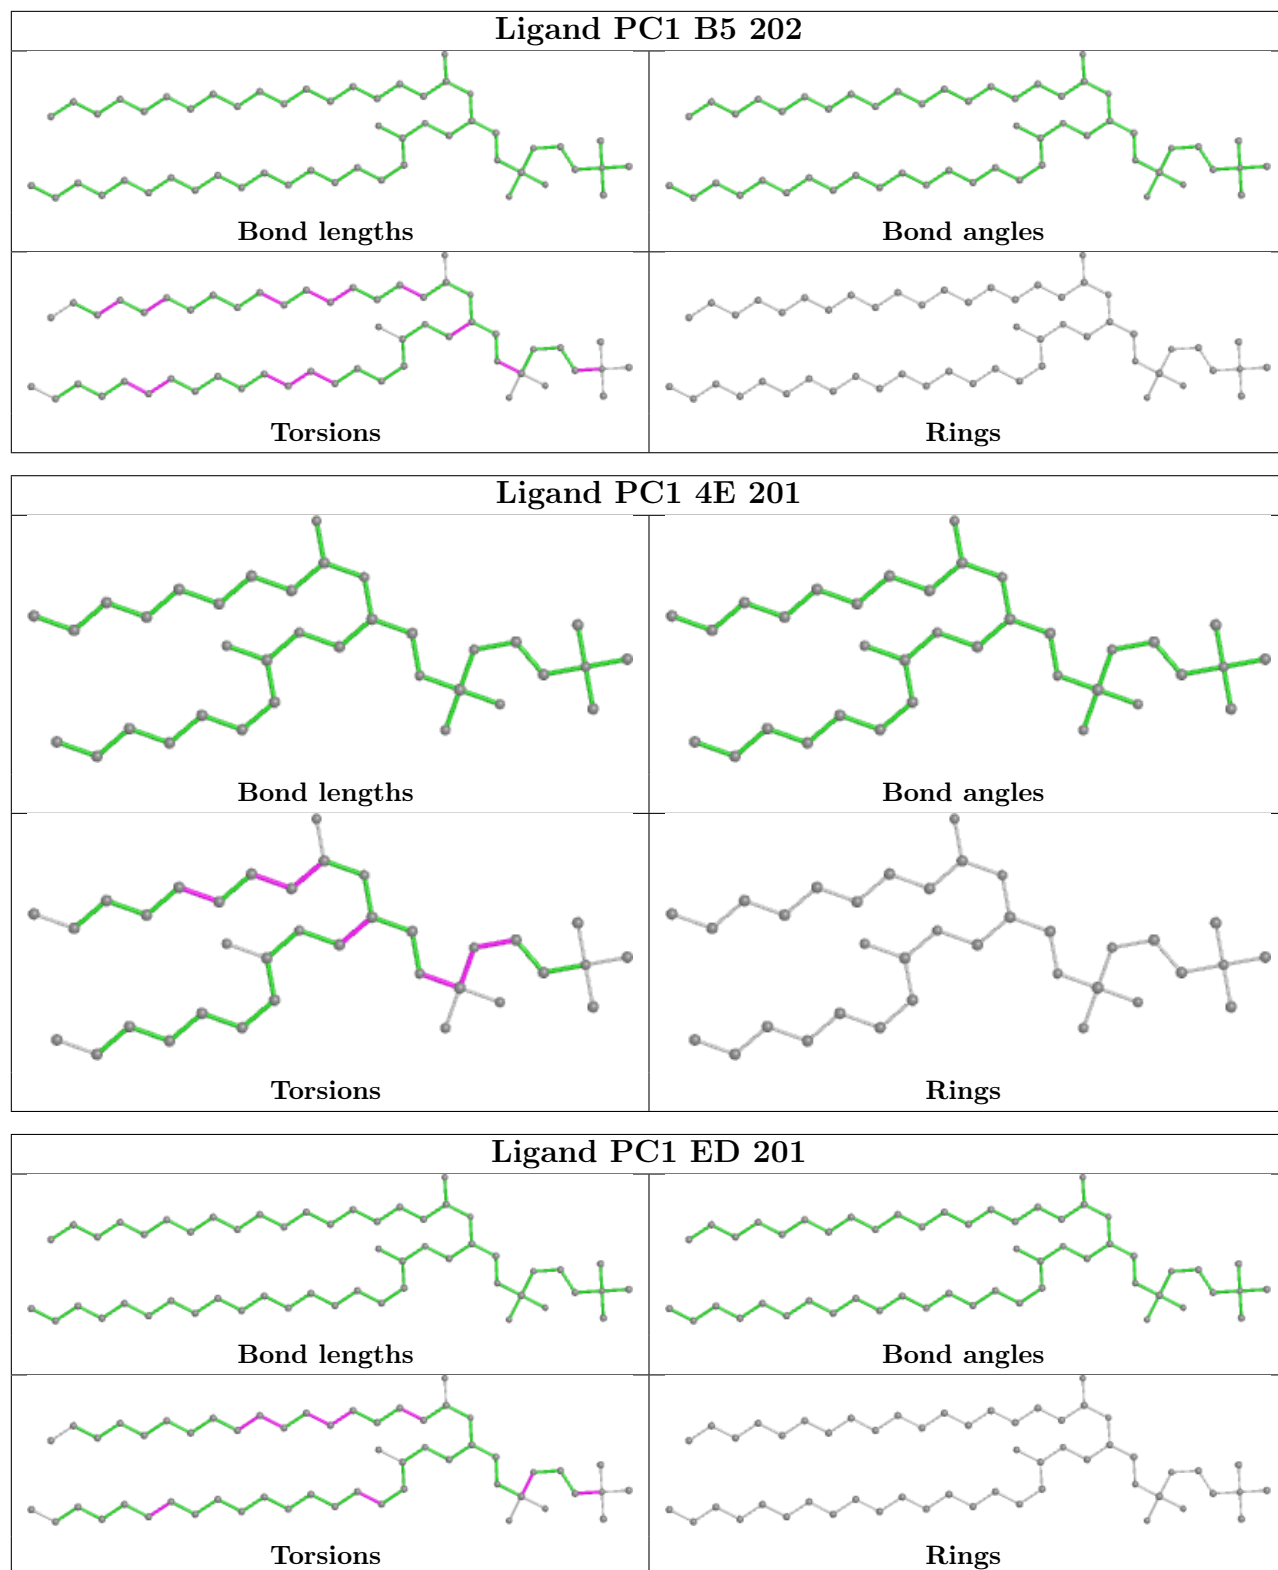 Ligand PC1 B5 202
Bond lengths
Bond angles
Torsions
Rings
Ligand PC1 4E 201
Bond lengths
Bond angles
Torsions
Rings
Ligand PC1 ED 201
Bond lengths
Bond angles
Torsions
Rings